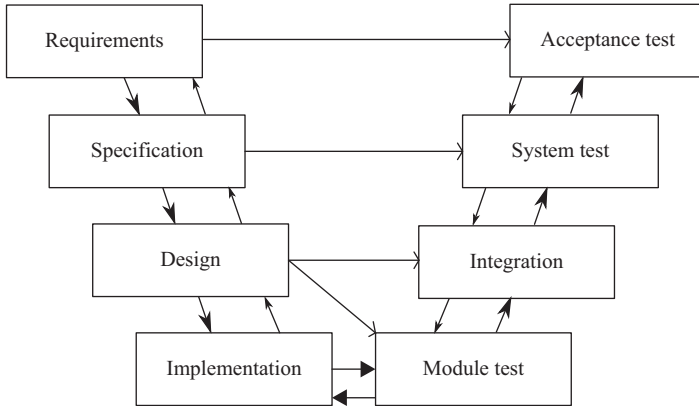 Requirements
Acceptance test
Specification
System test
Design
Integration
Implementation
Module test